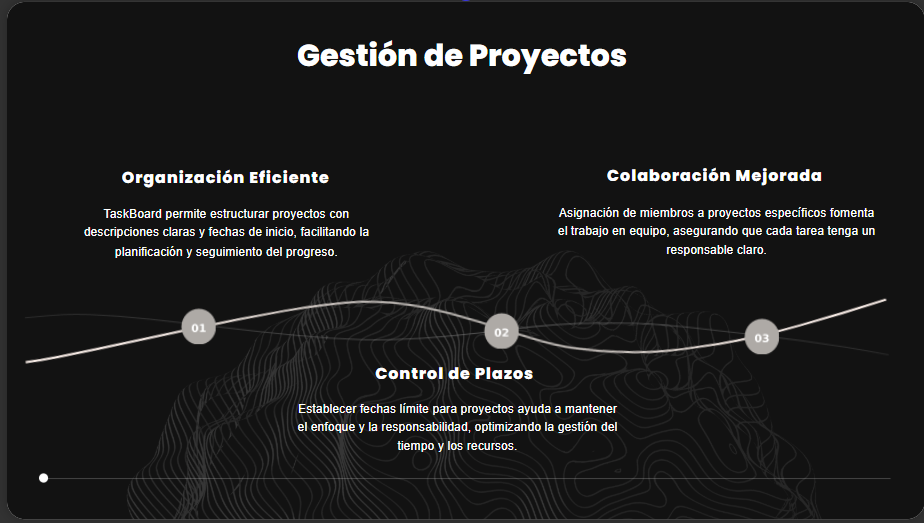 Gestión de Proyectos
Organización Eficiente
TaskBoard permite estructurar proyectos con
descripciones claras y fechas de inicio, facilitando la
planificación y seguimiento del progreso.
Colaboración Mejorada
Asignación de miembros a proyectos específicos fomenta
el trabajo en equipo, asegurando que cada tarea tenga un
responsable claro.
01
02
03
Control de Plazos
Establecer fechas límite para proyectos ayuda a mantener
el enfoque y la responsabilidad, optimizando la gestión del
tiempo y los recursos.